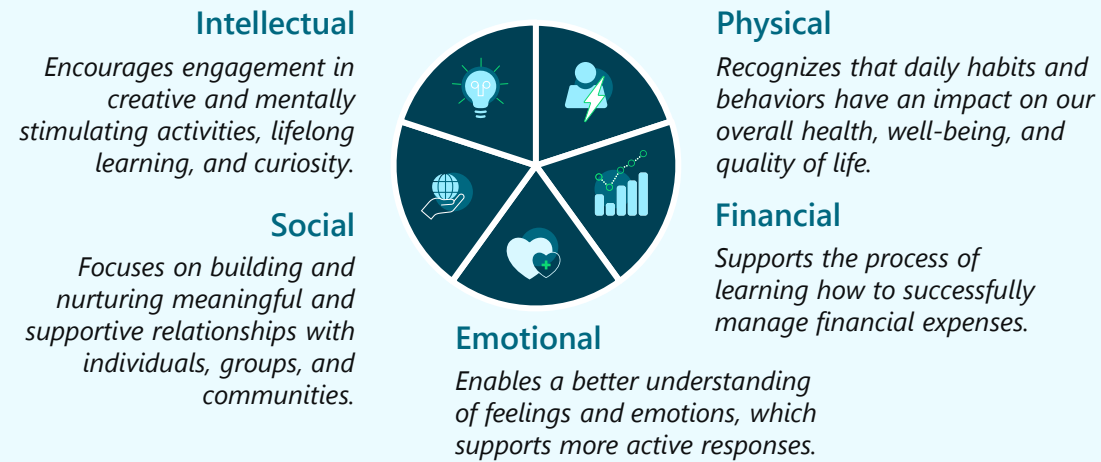 Intellectual
Encourages engagement in
creative and mentally
stimulating activities, lifelong
learning, and curiosity.
Physical
Recognizes that daily habits and
behaviors have an impact on our
overall health, well-being, and
quality of life.
Social
Focuses on building and
nurturing meaningful and
supportive relationships with
individuals, groups, and
communities.
Financial
Supports the process of
learning how to successfully
manage financial expenses.
Emotional
Enables a better understanding
of feelings and emotions, which
supports more active responses.